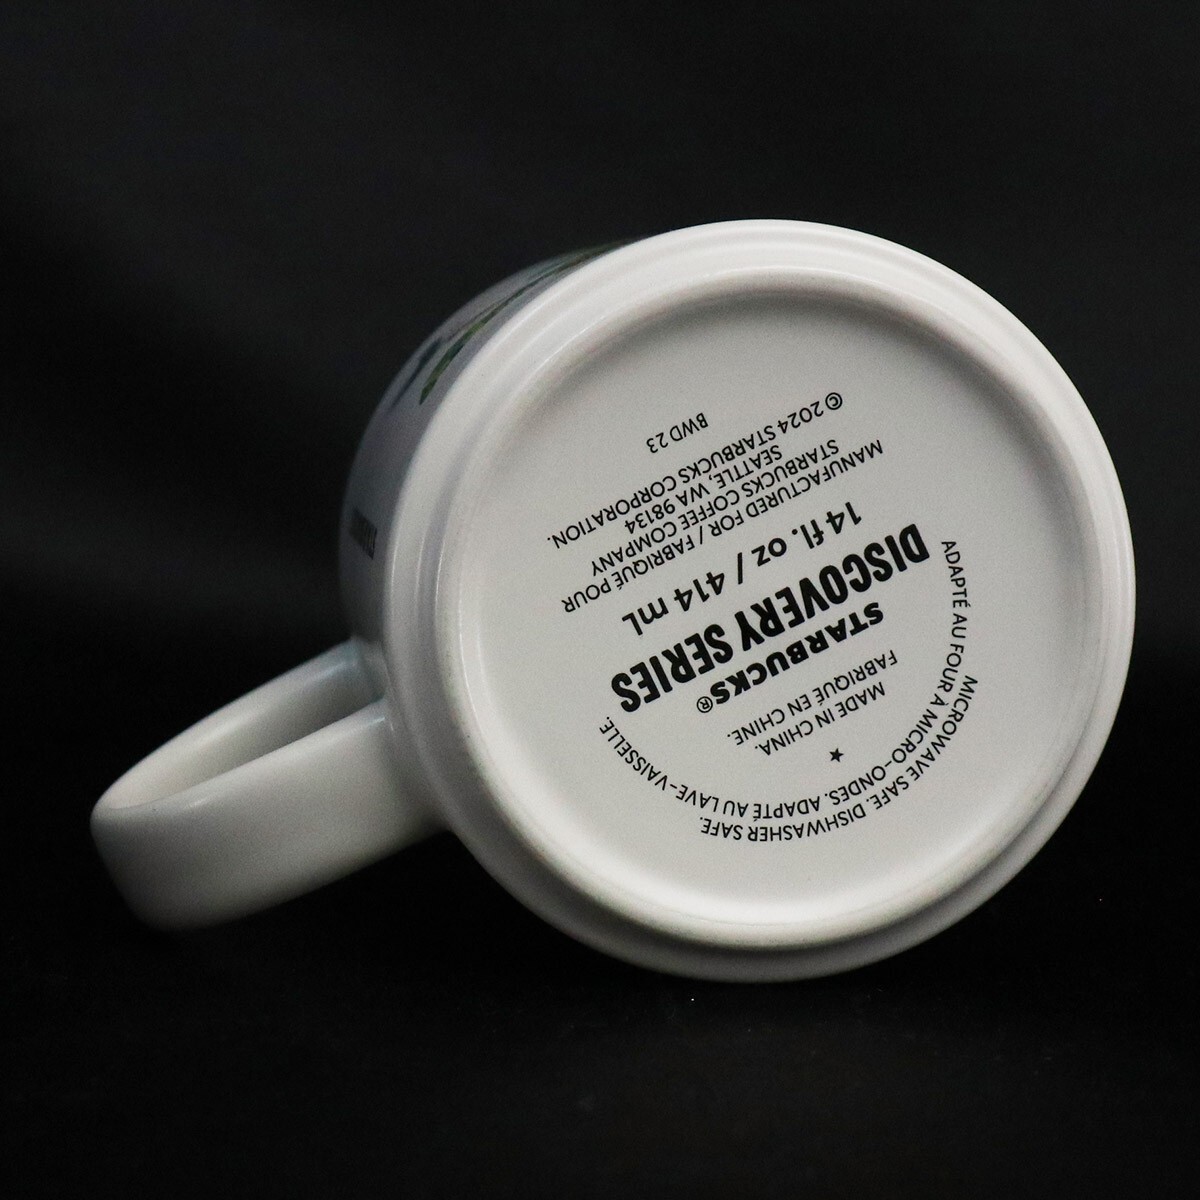 MICROWAVE SAFE. DISHWASHER SAFE.
ADAPTÉ AU FOUR À MICRO-ONDES. ADAPTÉ AU LAVE-VAISSELLE.
★
MADE IN CHINA.
FABRIQUÉ EN CHINE.
STARBUCKS®
DISCOVERY SERIES
14 fl. oz / 414 mL
MANUFACTURED FOR / FABRIQUÉ POUR
STARBUCKS COFFEE COMPANY
SEATTLE, WA 98134
© 2024 STARBUCKS CORPORATION.
BWD 23